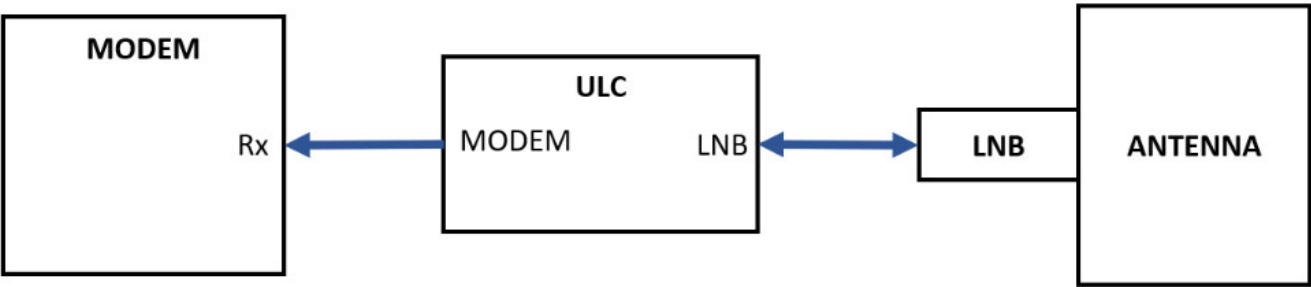 MODEM
Rx
ULC
MODEM
LNB
LNB
ANTENNA